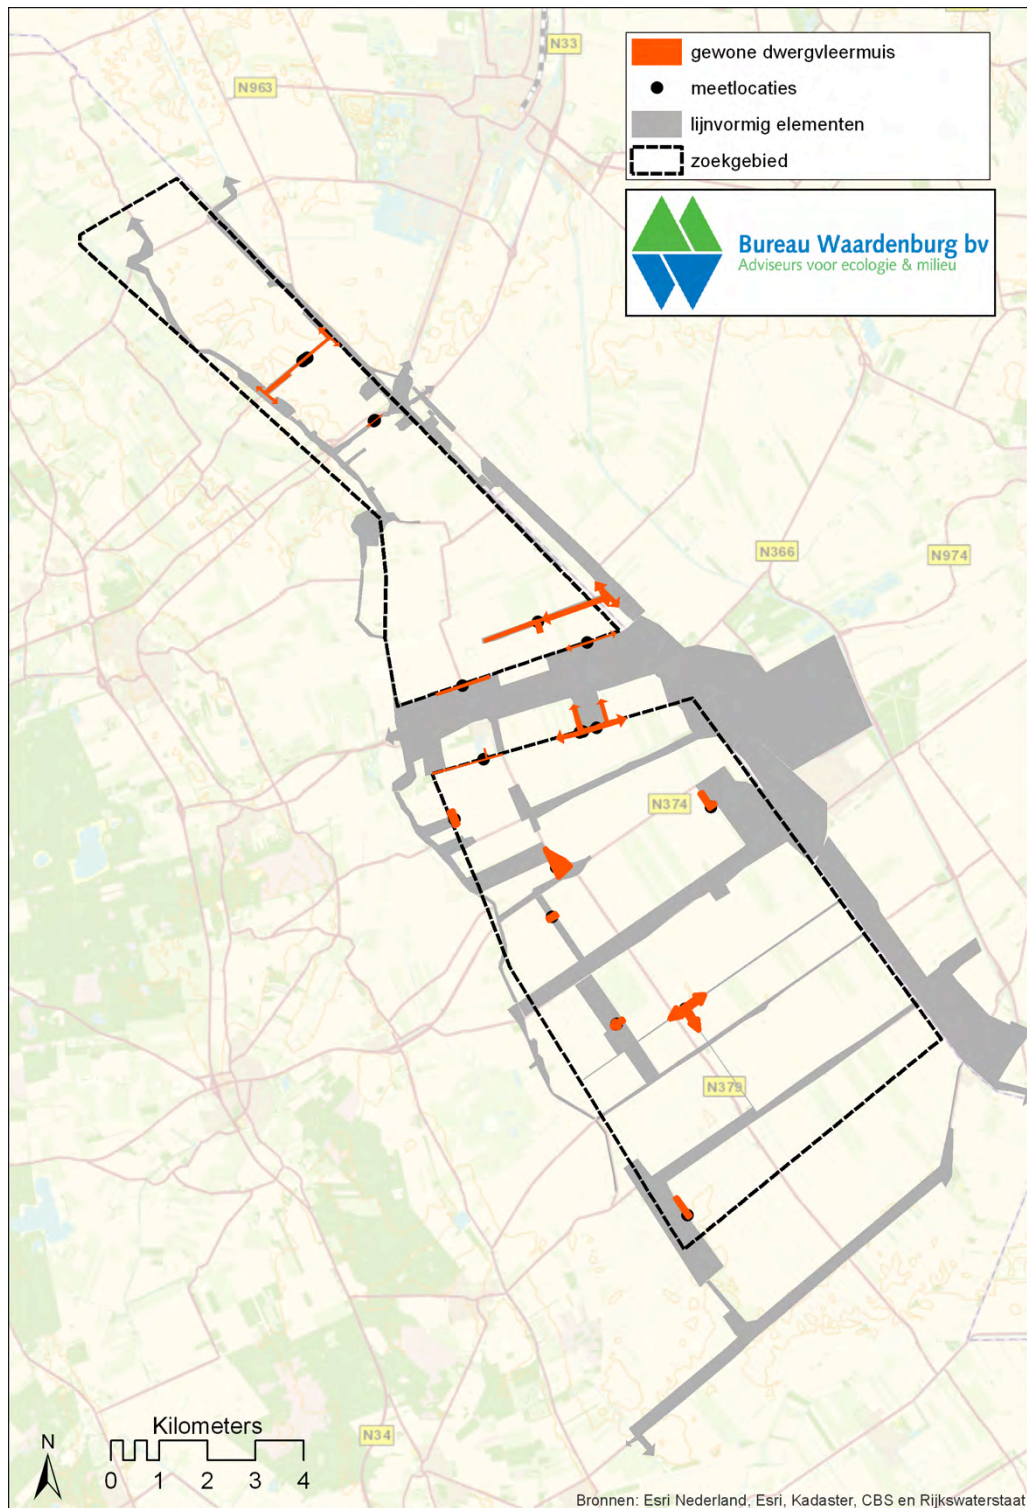 N33
N963
gewone dwergvleermuis
meetlocaties
lijnvormig elementen
zoekgebied
Bureau Waardenburg bv
Adviseurs voor ecologie & milieu
N366
N974
N374
N379
N34
Kilometers
N
0 1 2 3 4
Bronnen: Esri Nederland, Esri, Kadaster, CBS en Rijkswaterstaat